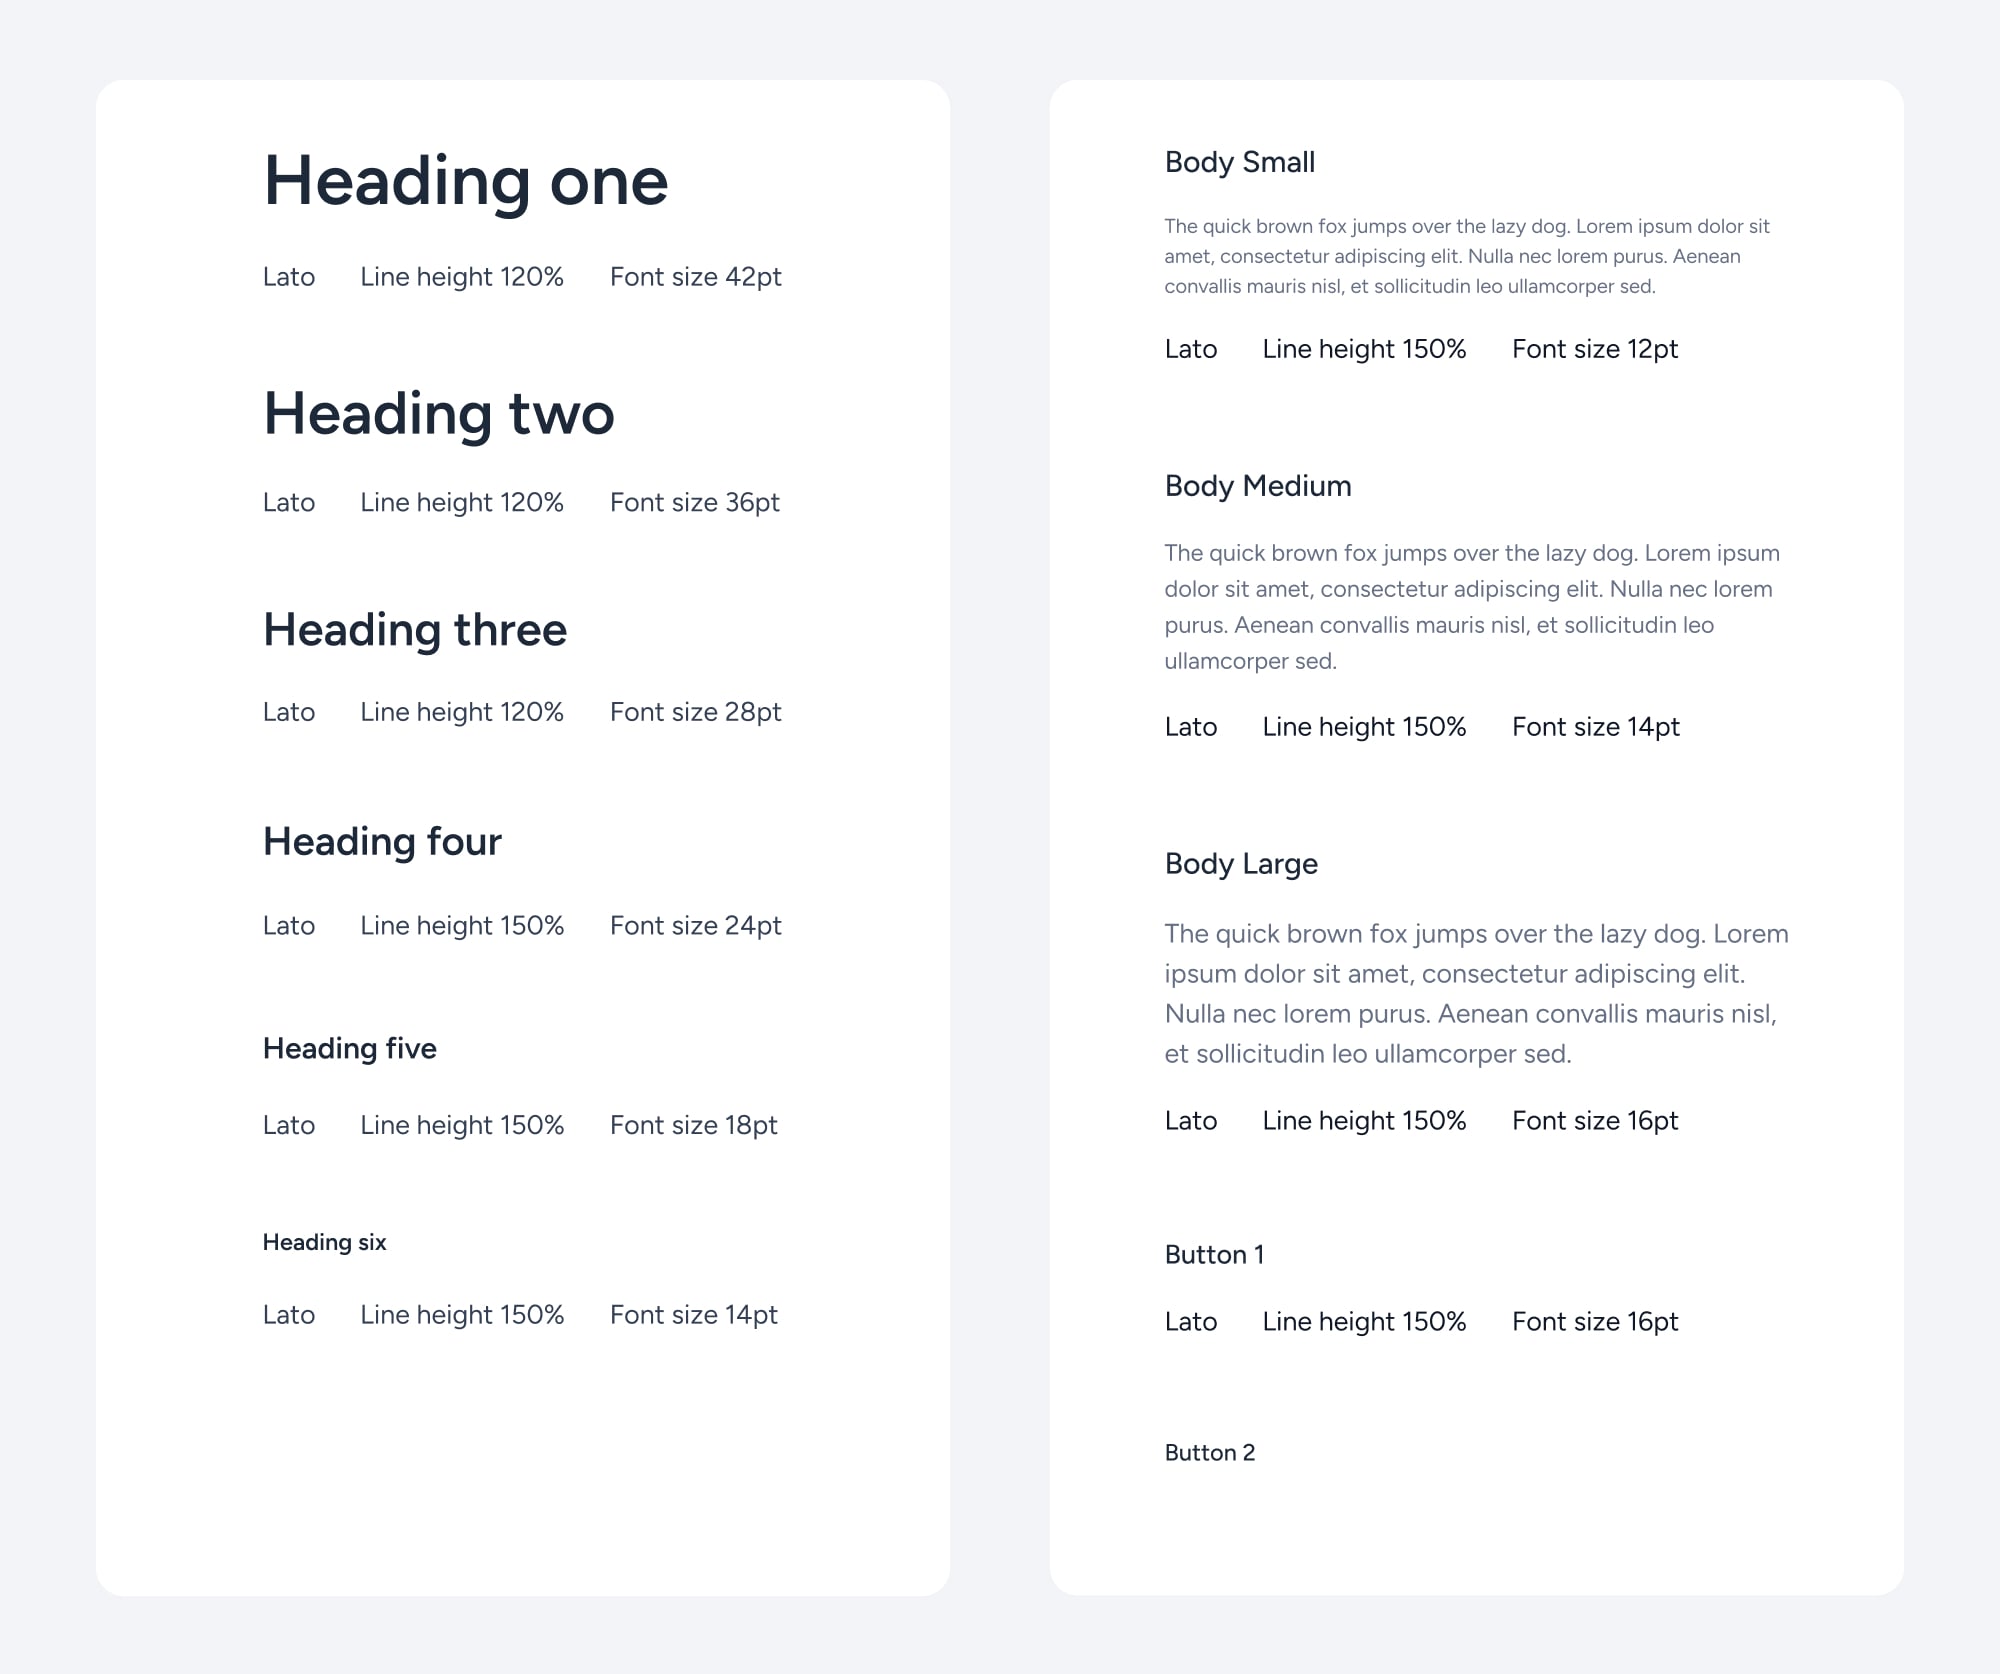 Heading one
Lato Line height 120% Font size 42pt
Heading two
Lato Line height 120% Font size 36pt
Heading three
Lato Line height 120% Font size 28pt
Heading four
Lato Line height 150% Font size 24pt
Heading five
Lato Line height 150% Font size 18pt
Heading six
Lato Line height 150% Font size 14pt
Body Small
The quick brown fox jumps over the lazy dog. Lorem ipsum dolor sit
amet, consectetur adipiscing elit. Nulla nec lorem purus. Aenean
convallis mauris nisl, et sollicitudin leo ullamcorper sed.
Lato Line height 150% Font size 12pt
Body Medium
The quick brown fox jumps over the lazy dog. Lorem ipsum
dolor sit amet, consectetur adipiscing elit. Nulla nec lorem
purus. Aenean convallis mauris nisl, et sollicitudin leo
ullamcorper sed.
Lato Line height 150% Font size 14pt
Body Large
The quick brown fox jumps over the lazy dog. Lorem
ipsum dolor sit amet, consectetur adipiscing elit.
Nulla nec lorem purus. Aenean convallis mauris nisl,
et sollicitudin leo ullamcorper sed.
Lato Line height 150% Font size 16pt
Button 1
Lato Line height 150% Font size 16pt
Button 2